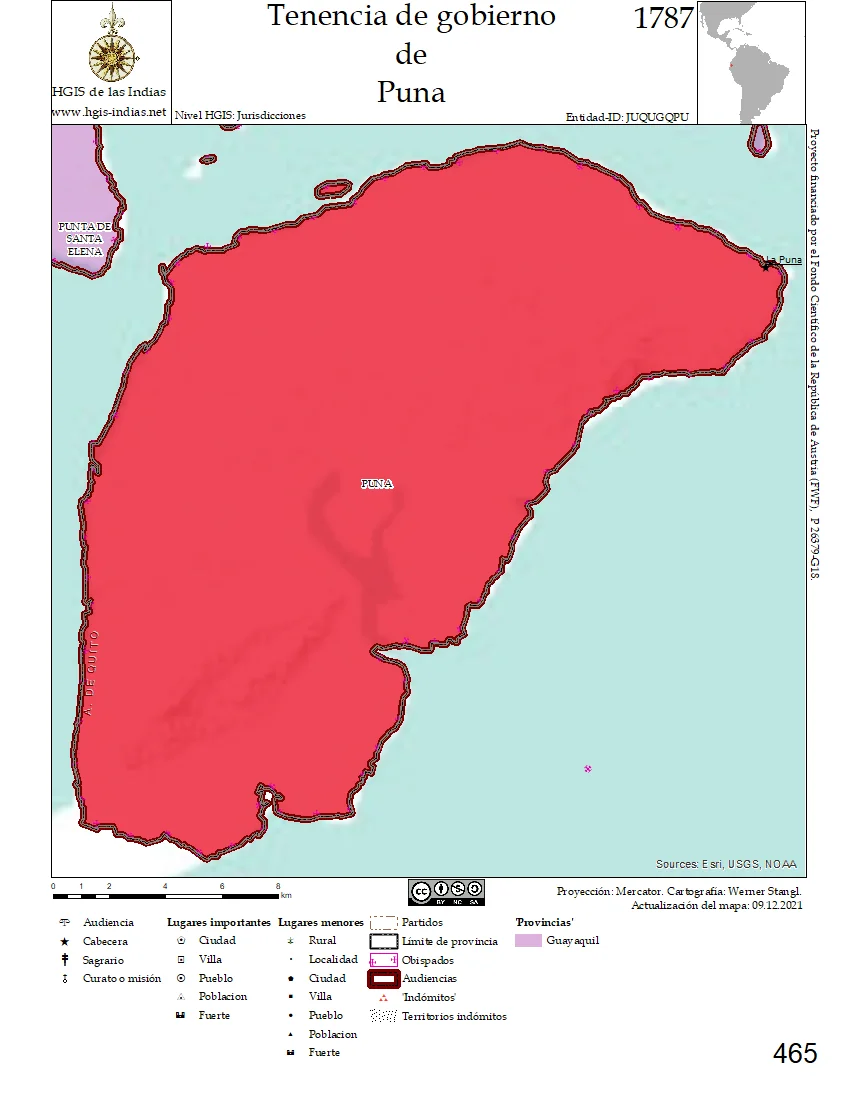 Tenencia de gobierno
de
Puna
1787
HGIS de las Indias
www.hgis-indias.net
Nivel HGIS: Jurisdicciones
Entidad-ID: JUQUGQPU
Proyecto financiado por el Fondo Científico de la República de Austria (FWF), P 26379-G18.
PUNTA DE
SANTA
ELENA
La Puna
PUNA
A. DE QUITO
Sources: Esri, USGS, NOAA
0 1 2 4 6 8
km
CC BY NC SA
Proyección: Mercator. Cartografía: Werner Stangl.
Actualización del mapa: 09.12.2021
Audiencia
Cabecera
Sagrario
Curato o misión
Lugares importantes
Ciudad
Villa
Pueblo
Poblacion
Fuerte
Lugares menores
Rural
Localidad
Ciudad
Villa
Pueblo
Poblacion
Fuerte
Partidos
Límite de provincia
Obispados
Audiencias
'Indómitos'
Territorios indómitos
'Provincias'
Guayaquil
465